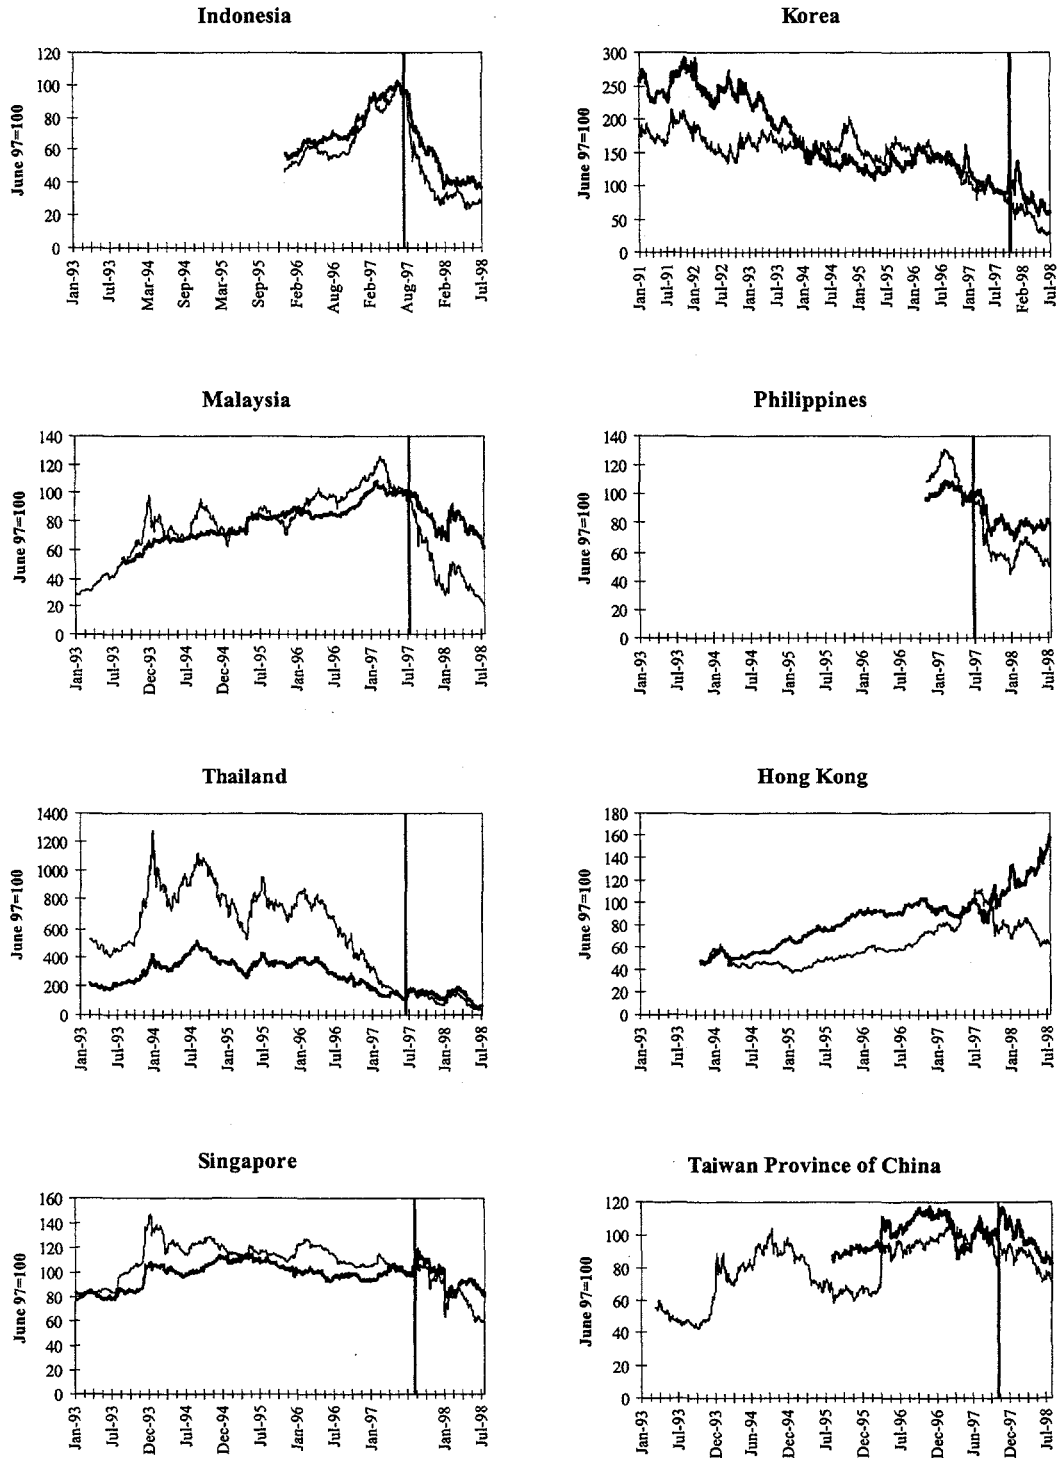 Indonesia
June 97=100
120
100
80
60
40
20
0
Jan-93
Jul-93
Mar-94
Sep-94
Mar-95
Sep-95
Feb-96
Aug-96
Feb-97
Aug-97
Feb-98
Jul-98
Korea
June 97=100
300
250
200
150
100
50
0
Jan-91
Jul-91
Jan-92
Jul-92
Jan-93
Jul-93
Jan-94
Jul-94
Jan-95
Jul-95
Jan-96
Jul-96
Jan-97
Jul-97
Feb-98
Jul-98
Malaysia
June 97=100
140
120
100
80
60
40
20
0
Jan-93
Jul-93
Dec-93
Jul-94
Dec-94
Jul-95
Jan-96
Jul-96
Jan-97
Jul-97
Jan-98
Jul-98
Philippines
June 97=100
140
120
100
80
60
40
20
0
Jan-93
Jul-93
Jan-94
Jul-94
Jan-95
Jul-95
Jan-96
Jul-96
Jan-97
Jul-97
Jan-98
Jul-98
Thailand
June 97=100
1400
1200
1000
800
600
400
200
0
Jan-93
Jul-93
Jan-94
Jul-94
Jan-95
Jul-95
Jan-96
Jul-96
Jan-97
Jul-97
Jan-98
Jul-98
Hong Kong
June 97=100
180
160
140
120
100
80
60
40
20
0
Jan-93
Jul-93
Jan-94
Jul-94
Jan-95
Jul-95
Jan-96
Jul-96
Jan-97
Jul-97
Jan-98
Jul-98
Singapore
June 97=100
160
140
120
100
80
60
40
20
0
Jan-93
Jul-93
Dec-93
Jul-94
Dec-94
Jul-95
Jan-96
Jul-96
Jan-97
Jan-98
Jul-98
Taiwan Province of China
June 97=100
120
100
80
60
40
20
0
Jan-93
Jul-93
Dec-93
Jun-94
Dec-94
Jul-95
Dec-95
Jul-96
Dec-96
Jun-97
Dec-97
Jul-98